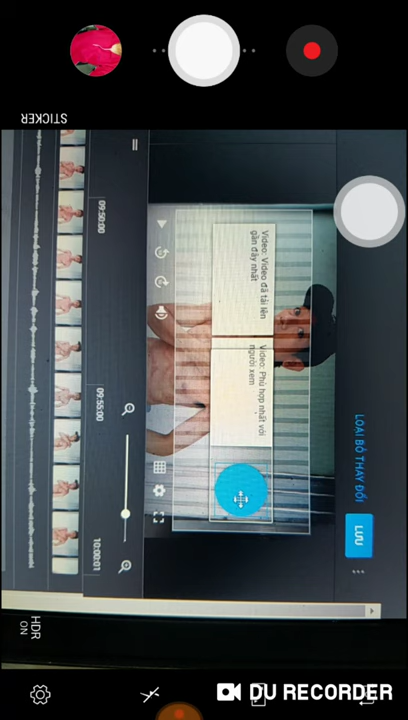 STICKER
LOẠI BỎ THAY ĐỔI
LƯU
Video: Video đã tải lên
gần đây nhất
Video: Phù hợp nhất với
người xem
09:50:00
09:55:00
10:00:01
HDR
ON
DU RECORDER